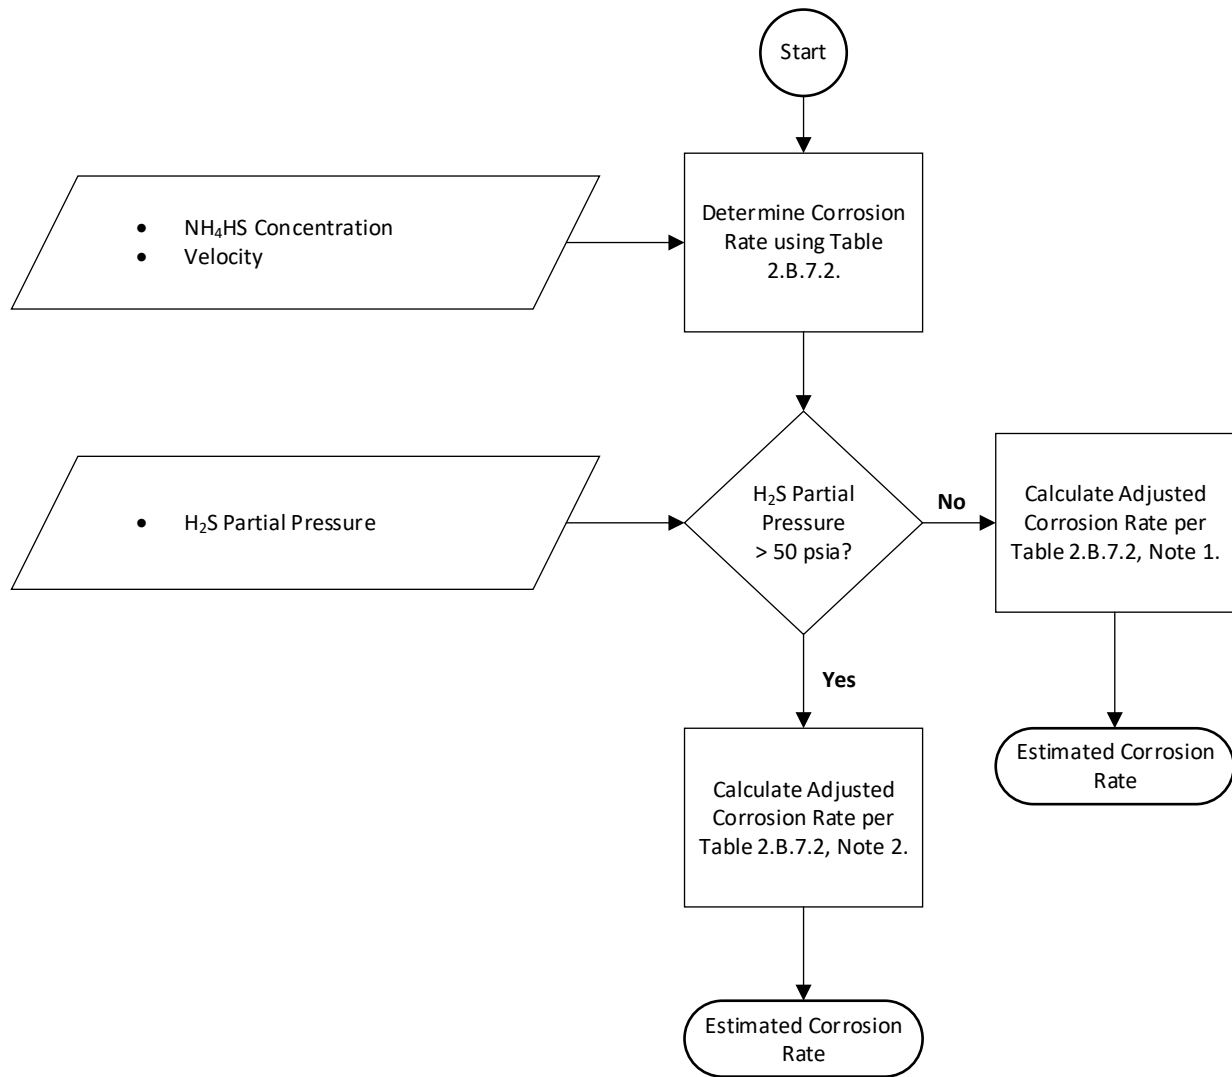 Start
• NH₄HS Concentration
• Velocity
Determine Corrosion
Rate using Table
2.B.7.2.
• H₂S Partial Pressure
H₂S Partial
Pressure
> 50 psia?
No
Calculate Adjusted
Corrosion Rate per
Table 2.B.7.2, Note 1.
Yes
Estimated Corrosion
Rate
Calculate Adjusted
Corrosion Rate per
Table 2.B.7.2, Note 2.
Estimated Corrosion
Rate